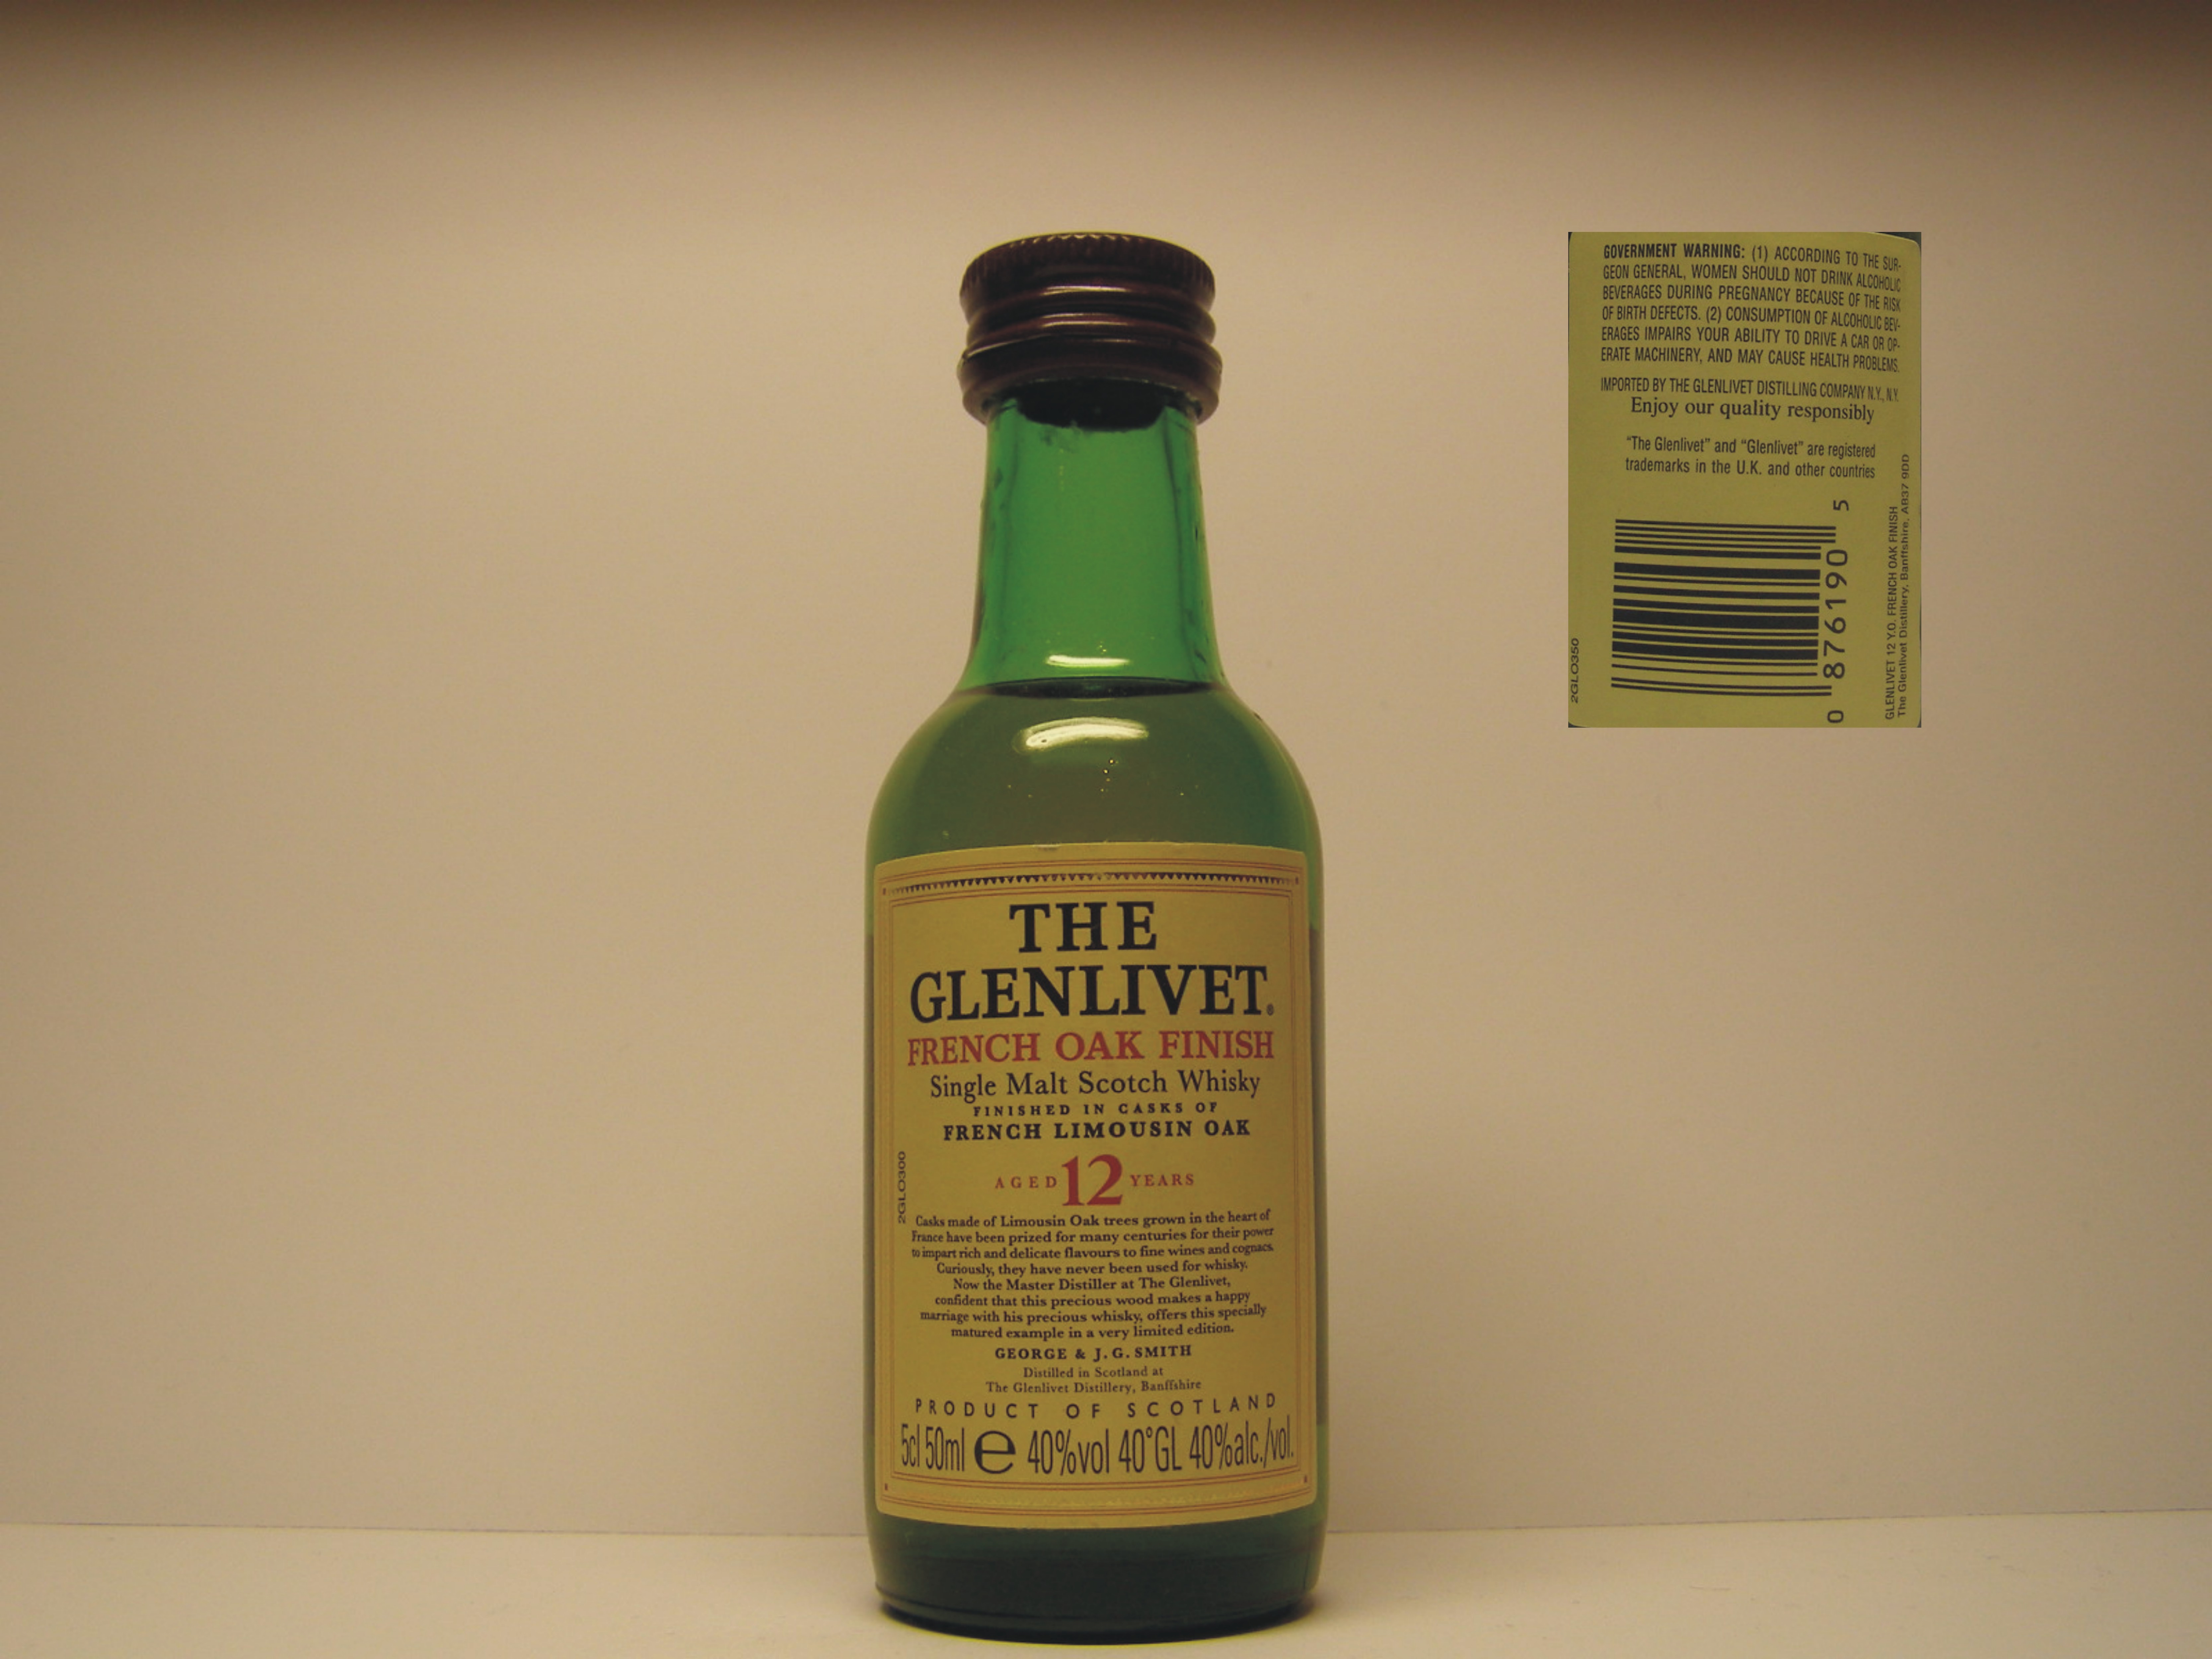 THE
GLENLIVET®
FRENCH OAK FINISH
Single Malt Scotch Whisky
FINISHED IN CASKS OF
FRENCH LIMOUSIN OAK
AGED 12 YEARS
2GLO300
Casks made of Limousin Oak trees grown in the heart of
France have been prized for many centuries for their power
to impart rich and delicate flavours to fine wines and cognacs.
Curiously, they have never been used for whisky.
Now the Master Distiller at The Glenlivet,
confident that this precious wood makes a happy
marriage with his precious whisky, offers this specially
matured example in a very limited edition.
GEORGE & J. G. SMITH
Distilled in Scotland at
The Glenlivet Distillery, Banffshire
PRODUCT OF SCOTLAND
5cl 50ml e 40%vol 40°GL 40%alc./vol.
GOVERNMENT WARNING: (1) ACCORDING TO THE SUR-
GEON GENERAL, WOMEN SHOULD NOT DRINK ALCOHOLIC
BEVERAGES DURING PREGNANCY BECAUSE OF THE RISK
OF BIRTH DEFECTS. (2) CONSUMPTION OF ALCOHOLIC BEV-
ERAGES IMPAIRS YOUR ABILITY TO DRIVE A CAR OR OP-
ERATE MACHINERY, AND MAY CAUSE HEALTH PROBLEMS.
IMPORTED BY THE GLENLIVET DISTILLING COMPANY N.Y., N.Y.
Enjoy our quality responsibly
"The Glenlivet" and "Glenlivet" are registered
trademarks in the U.K. and other countries
2GLO350
0 876190 5
GLENLIVET 12 Y.O. FRENCH OAK FINISH
The Glenlivet Distillery, Banffshire, AB37 9DD